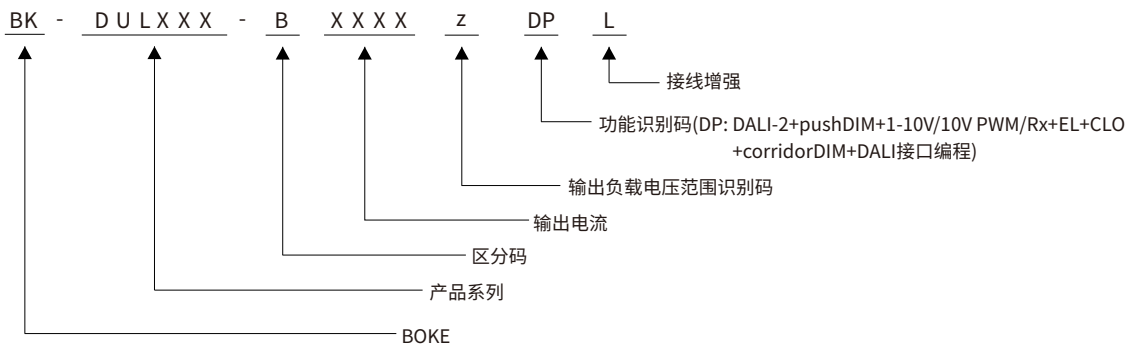 BK - DULXXX - B XXXX z DP L
接线增强
功能识别码(DP: DALI-2+pushDIM+1-10V/10V PWM/Rx+EL+CLO
+corridorDIM+DALI接口编程)
输出负载电压范围识别码
输出电流
区分码
产品系列
BOKE